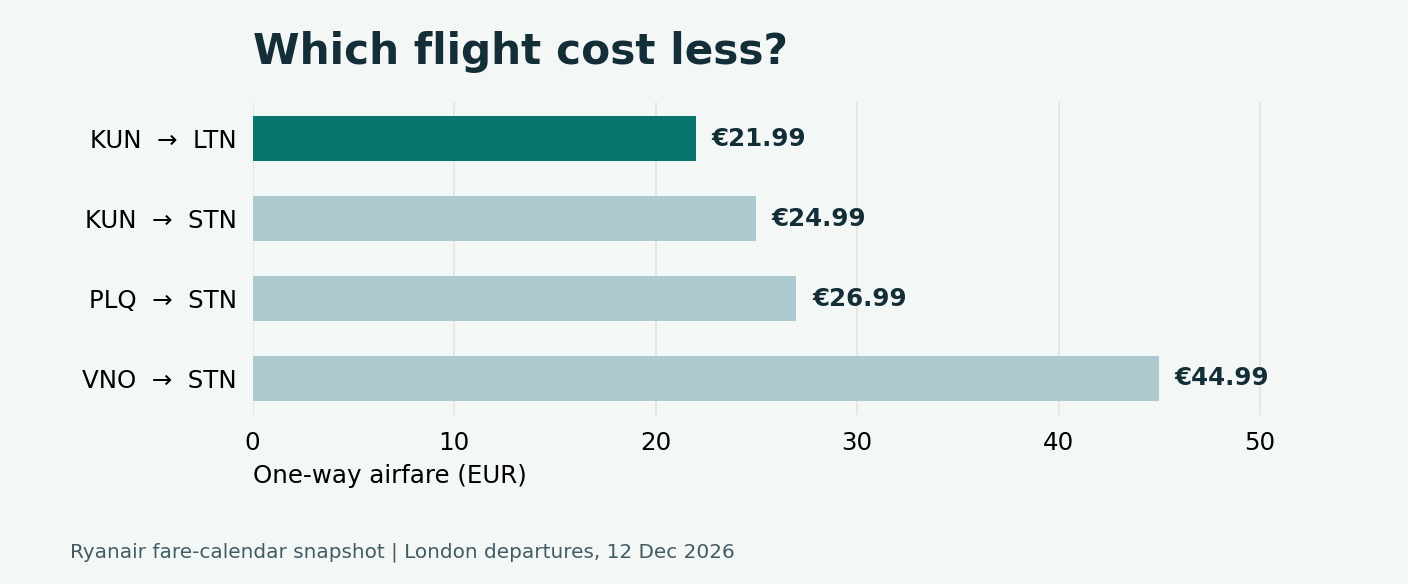 Which flight cost less?
KUN → LTN €21.99
KUN → STN €24.99
PLQ → STN €26.99
VNO → STN €44.99
0 10 20 30 40 50
One-way airfare (EUR)
Ryanair fare-calendar snapshot | London departures, 12 Dec 2026